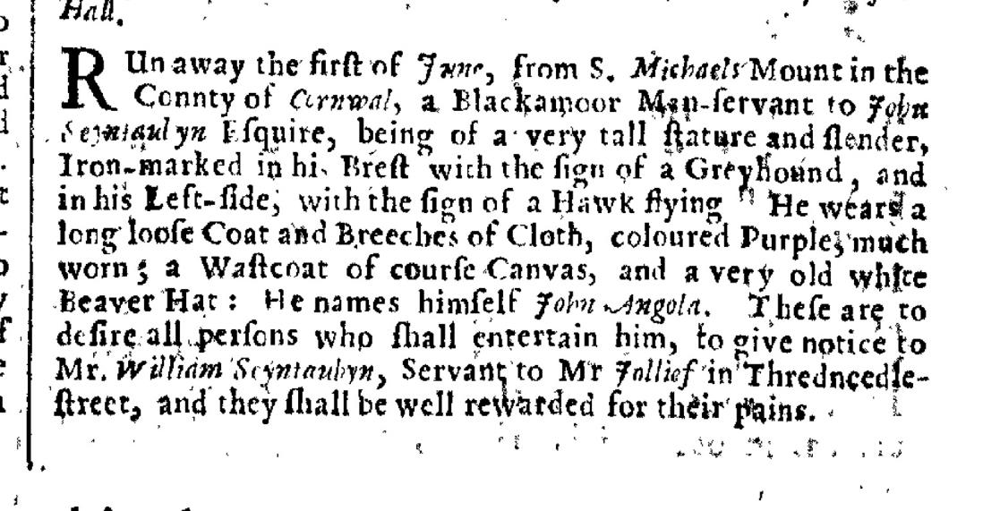 Hall.
RUn away the first of June, from S. Michaels Mount in the
Connty of Cornwal, a Blackamoor Man-servant to John
Seyntaulyn Esquire, being of a very tall stature and slender,
Iron-marked in his Brest with the sign of a Greyhound, and
in his Left-side, with the sign of a Hawk flying He wears a
long loose Coat and Breeches of Cloth, coloured Purple, much
worn; a Wastcoat of course Canvas, and a very old white
Beaver Hat: He names himself John Angola. These are to
desire all persons who shall entertain him, to give notice to
Mr. William Seyntaubyn, Servant to Mr Jollief in Thredneedle-
street, and they shall be well rewarded for their pains.